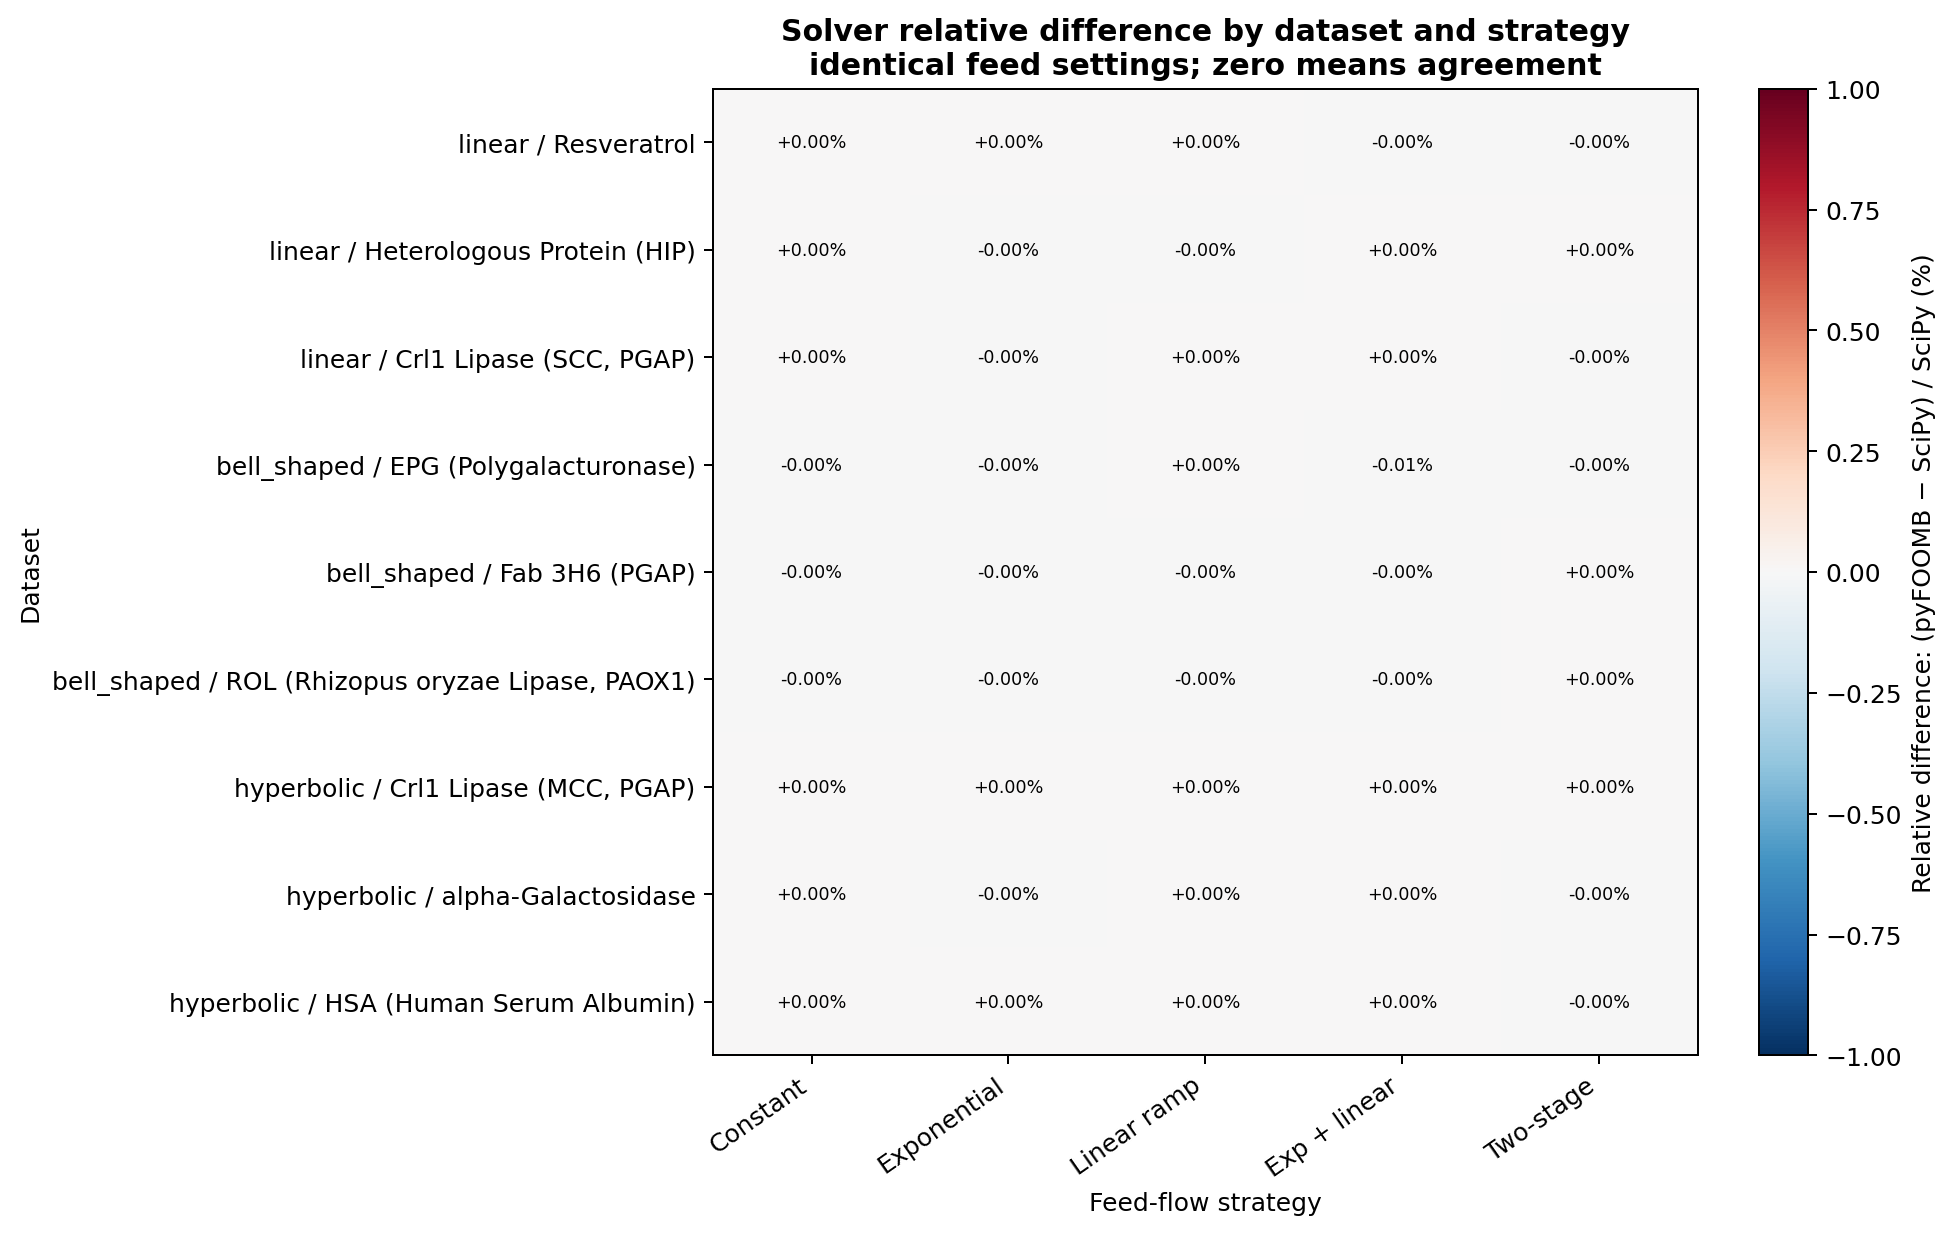 Solver relative difference by dataset and strategy
identical feed settings; zero means agreement
Dataset
linear / Resveratrol +0.00% +0.00% +0.00% -0.00% -0.00%
linear / Heterologous Protein (HIP) +0.00% -0.00% -0.00% +0.00% +0.00%
linear / Crl1 Lipase (SCC, PGAP) +0.00% -0.00% +0.00% +0.00% -0.00%
bell_shaped / EPG (Polygalacturonase) -0.00% -0.00% +0.00% -0.01% -0.00%
bell_shaped / Fab 3H6 (PGAP) -0.00% -0.00% -0.00% -0.00% +0.00%
bell_shaped / ROL (Rhizopus oryzae Lipase, PAOX1) -0.00% -0.00% -0.00% -0.00% +0.00%
hyperbolic / Crl1 Lipase (MCC, PGAP) +0.00% +0.00% +0.00% +0.00% +0.00%
hyperbolic / alpha-Galactosidase +0.00% -0.00% +0.00% +0.00% -0.00%
hyperbolic / HSA (Human Serum Albumin) +0.00% +0.00% +0.00% +0.00% -0.00%
Constant
Exponential
Linear ramp
Exp + linear
Two-stage
Feed-flow strategy
1.00
0.75
0.50
0.25
0.00
−0.25
−0.50
−0.75
−1.00
Relative difference: (pyFOOMB − SciPy) / SciPy (%)